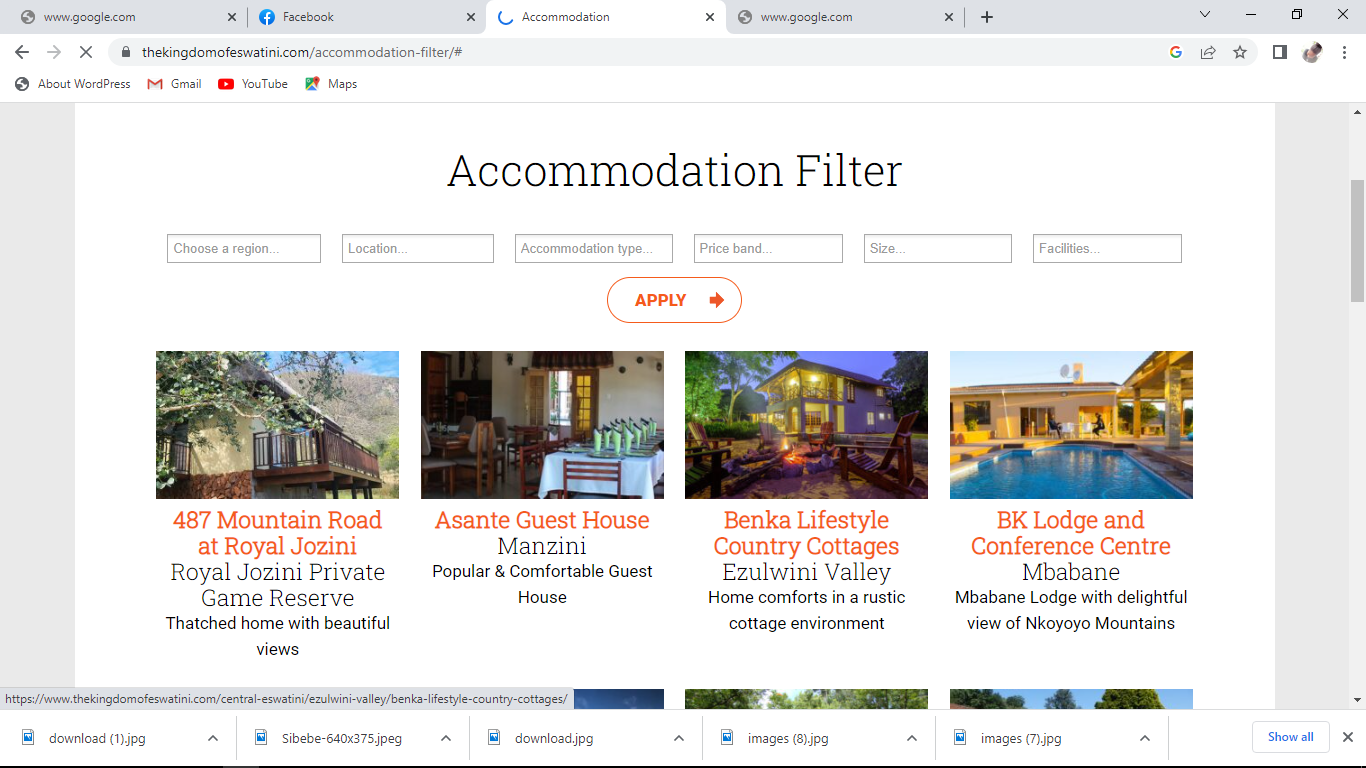 www.google.com
Facebook
Accommodation
www.google.com
thekingdomofeswatini.com/accommodation-filter/#
About WordPress
Gmail
YouTube
Maps
Accommodation Filter
Choose a region...
Location...
Accommodation type...
Price band...
Size...
Facilities...
APPLY
487 Mountain Road
at Royal Jozini
Royal Jozini Private
Game Reserve
Thatched home with beautiful
views
Asante Guest House
Manzini
Popular & Comfortable Guest
House
Benka Lifestyle
Country Cottages
Ezulwini Valley
Home comforts in a rustic
cottage environment
BK Lodge and
Conference Centre
Mbabane
Mbabane Lodge with delightful
view of Nkoyoyo Mountains
https://www.thekingdomofeswatini.com/central-eswatini/ezulwini-valley/benka-lifestyle-country-cottages/
download (1).jpg
Sibebe-640x375.jpeg
download.jpg
images (8).jpg
images (7).jpg
Show all